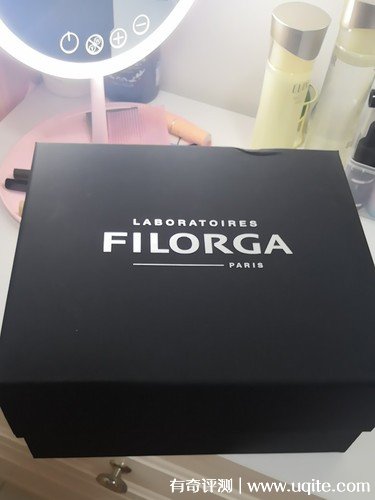 LABORATOIRES
FILORGA
PARIS
有奇评测 | www.uqite.com